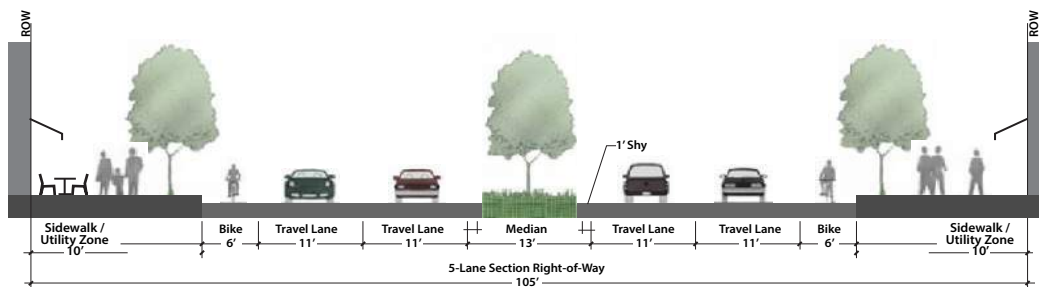 ROW
ROW
1' Shy
Sidewalk /
Utility Zone
10'
Bike
6'
Travel Lane
11'
Travel Lane
11'
Median
13'
Travel Lane
11'
Travel Lane
11'
Bike
6'
Sidewalk /
Utility Zone
10'
5-Lane Section Right-of-Way
105'